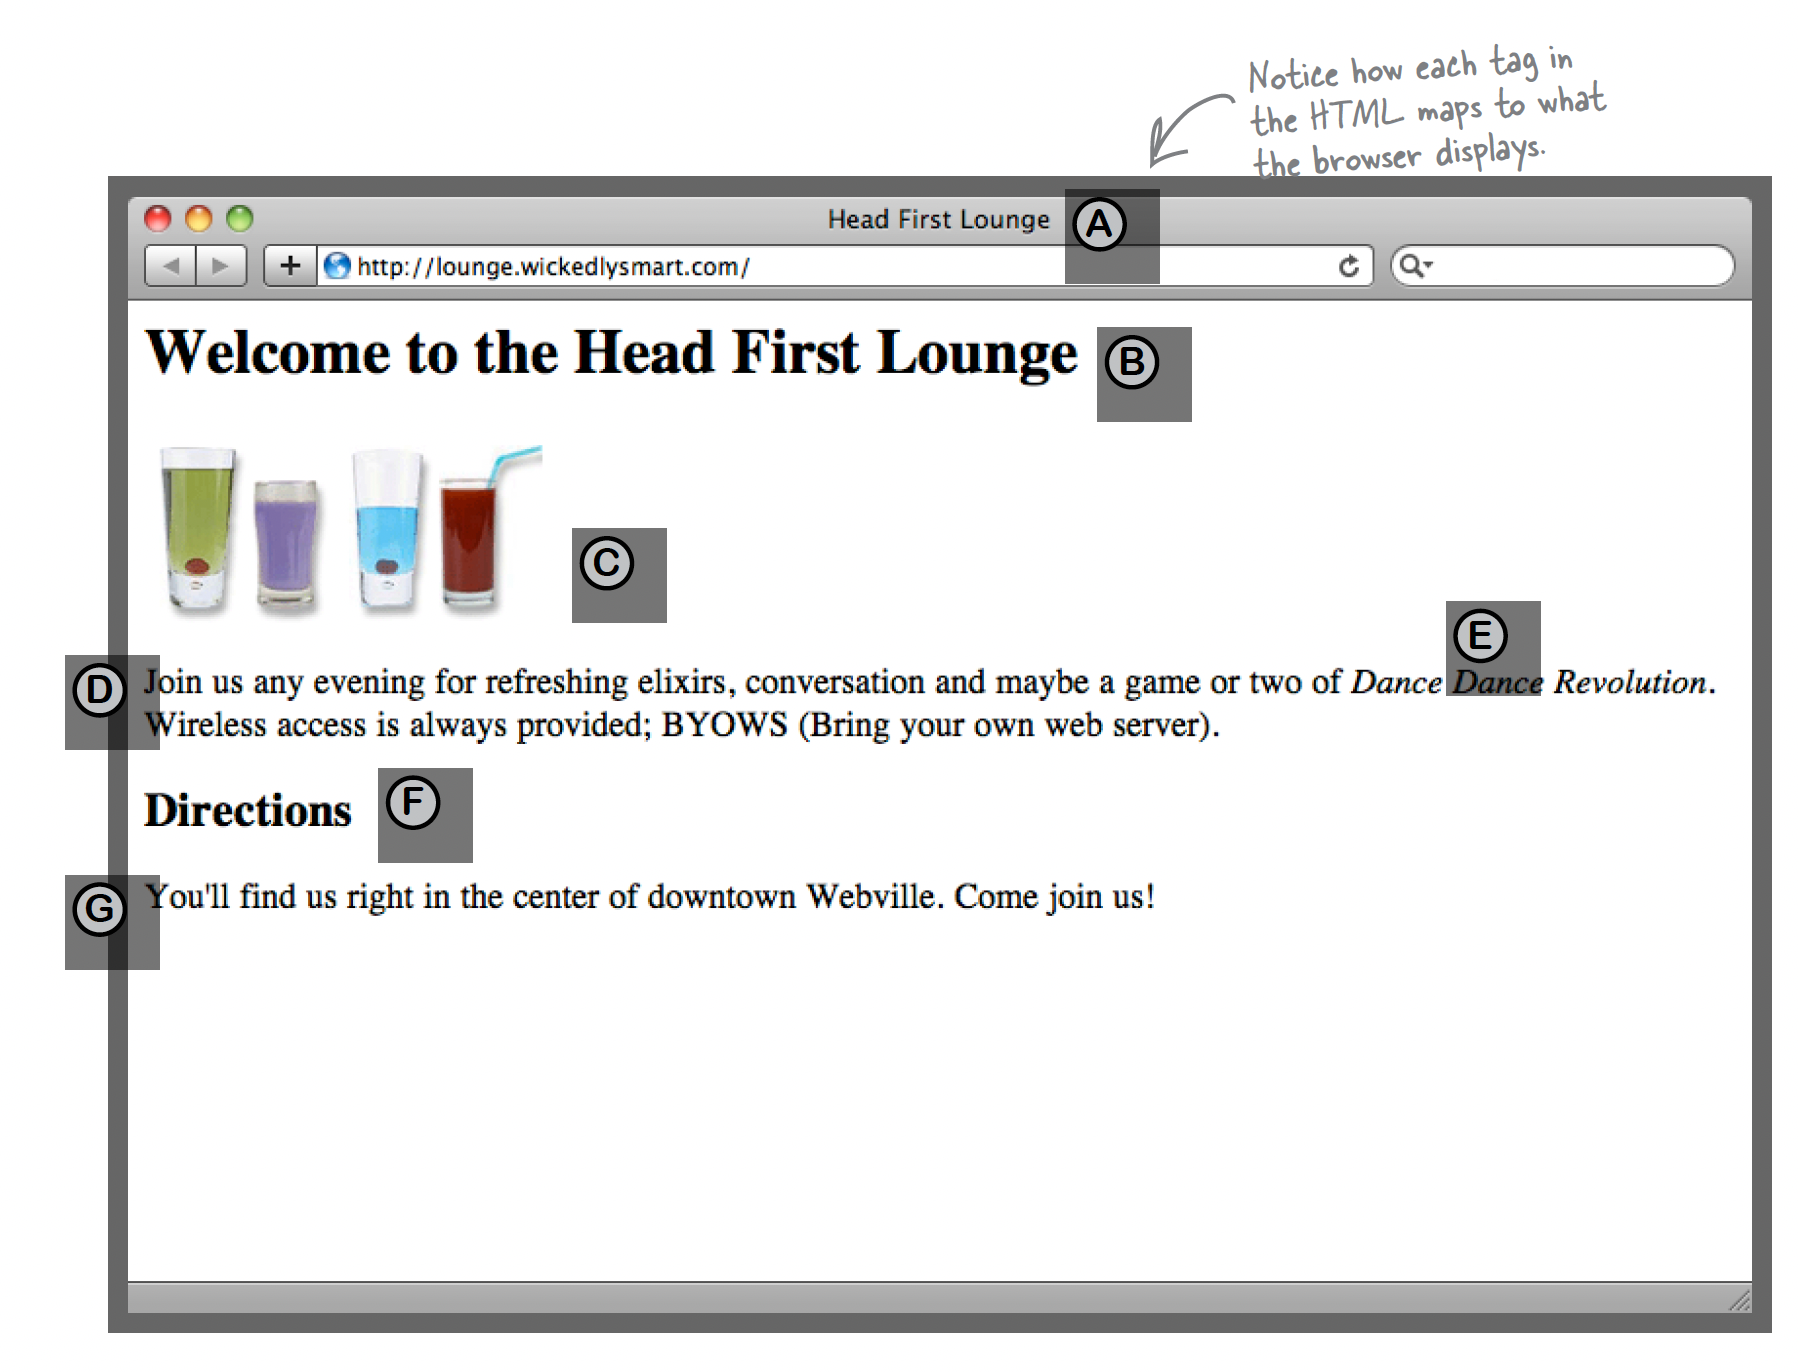 Notice how each tag in
the HTML maps to what
the browser displays.
Head First Lounge A
http://lounge.wickedlysmart.com/
Welcome to the Head First Lounge B
C
E
D Join us any evening for refreshing elixirs, conversation and maybe a game or two of Dance Dance Revolution.
Wireless access is always provided; BYOWS (Bring your own web server).
Directions F
G You'll find us right in the center of downtown Webville. Come join us!